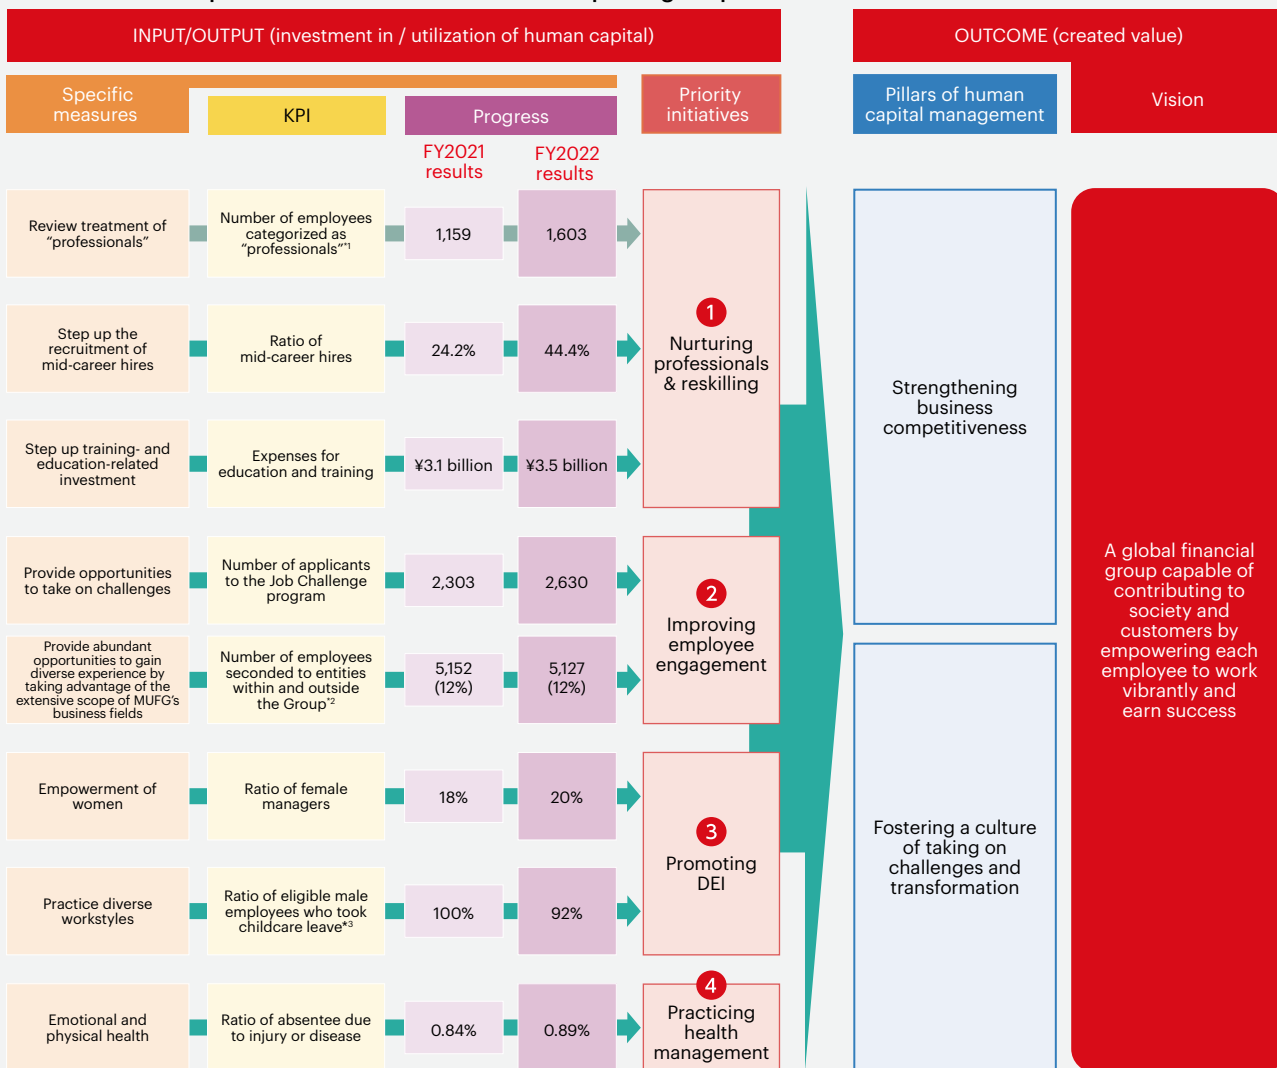 INPUT/OUTPUT (investment in / utilization of human capital)
OUTCOME (created value)
Specific
measures
KPI
Progress
Priority
initiatives
Pillars of human
capital management
Vision
FY2021
results
FY2022
results
Review treatment of
“professionals”
Number of employees
categorized as
“professionals”*1
1,159
1,603
Step up the
recruitment of
mid-career hires
Ratio of
mid-career hires
24.2%
44.4%
Step up training- and
education-related
investment
Expenses for
education and training
¥3.1 billion
¥3.5 billion
1
Nurturing
professionals
& reskilling
Provide opportunities
to take on challenges
Number of applicants
to the Job Challenge
program
2,303
2,630
Provide abundant
opportunities to gain
diverse experience by
taking advantage of the
extensive scope of MUFG’s
business fields
Number of employees
seconded to entities
within and outside
the Group*2
5,152
(12%)
5,127
(12%)
2
Improving
employee
engagement
Empowerment of
women
Ratio of female
managers
18%
20%
Practice diverse
workstyles
Ratio of eligible male
employees who took
childcare leave*3
100%
92%
3
Promoting
DEI
Emotional and
physical health
Ratio of absentee due
to injury or disease
0.84%
0.89%
4
Practicing
health
management
Strengthening
business
competitiveness
Fostering a culture
of taking on
challenges and
transformation
A global financial
group capable of
contributing to
society and
customers by
empowering each
employee to work
vibrantly and
earn success